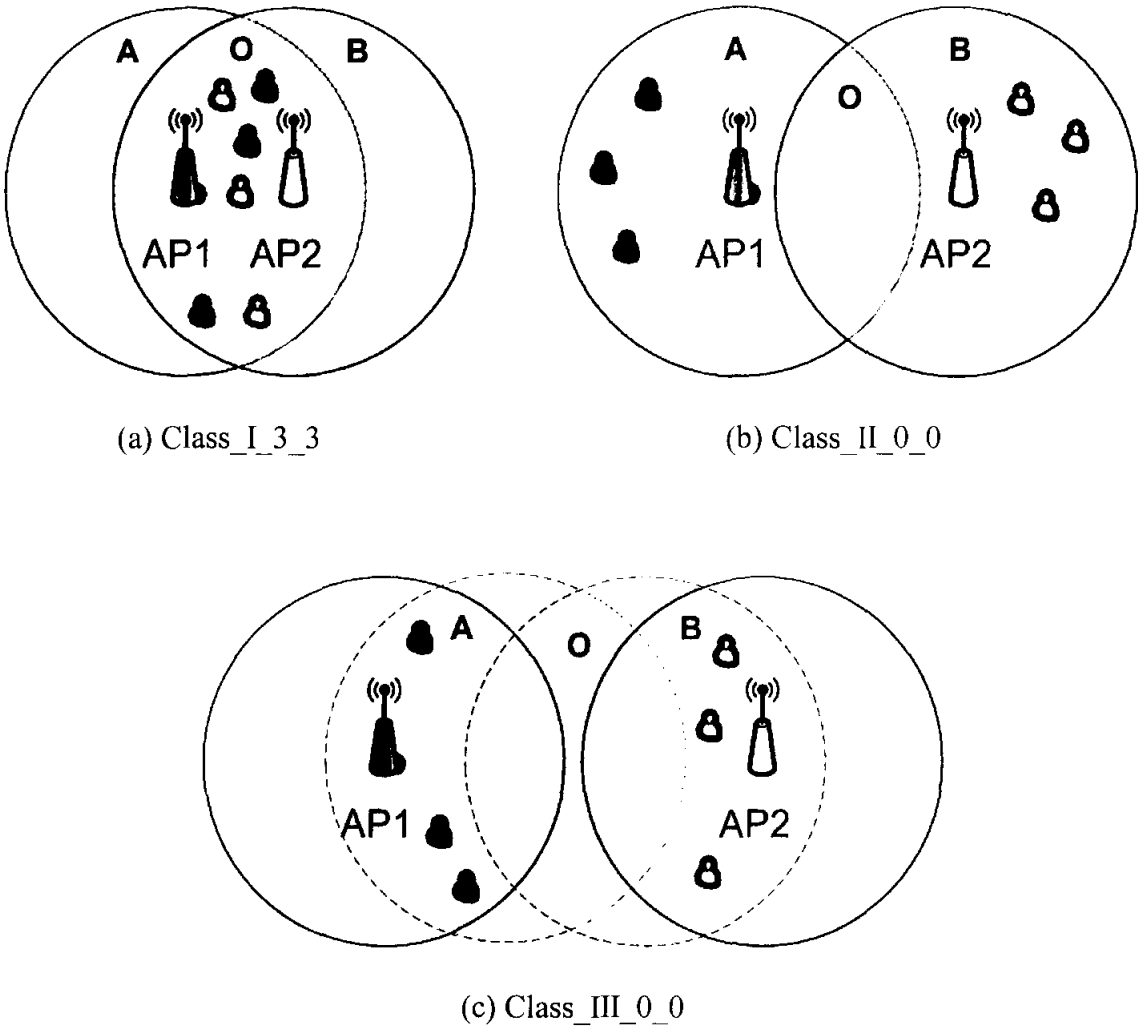 A O B
AP1 AP2
(a) Class_I_3_3
A O B
AP1 AP2
(b) Class_II_0_0
A O B
AP1 AP2
(c) Class_III_0_0